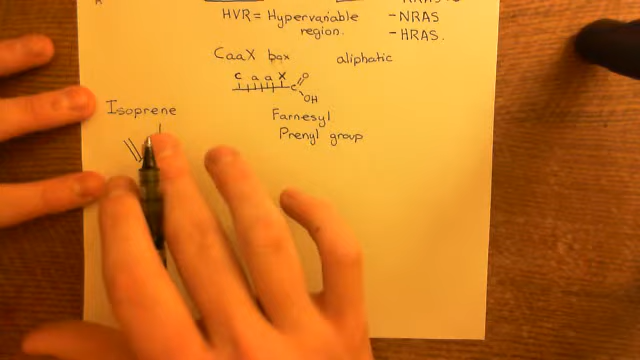 HVR = Hypervariable
region.
-NRAS
-HRAS.
CaaX box
aliphatic
C a a X
C
O
OH
Isoprene
Farnesyl
Prenyl group